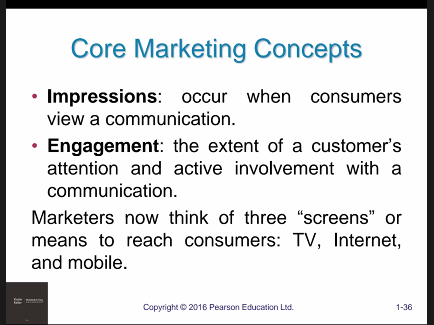 Core Marketing Concepts
• Impressions: occur when consumers
view a communication.
• Engagement: the extent of a customer’s
attention and active involvement with a
communication.
Marketers now think of three “screens” or
means to reach consumers: TV, Internet,
and mobile.
Copyright © 2016 Pearson Education Ltd.
1-36